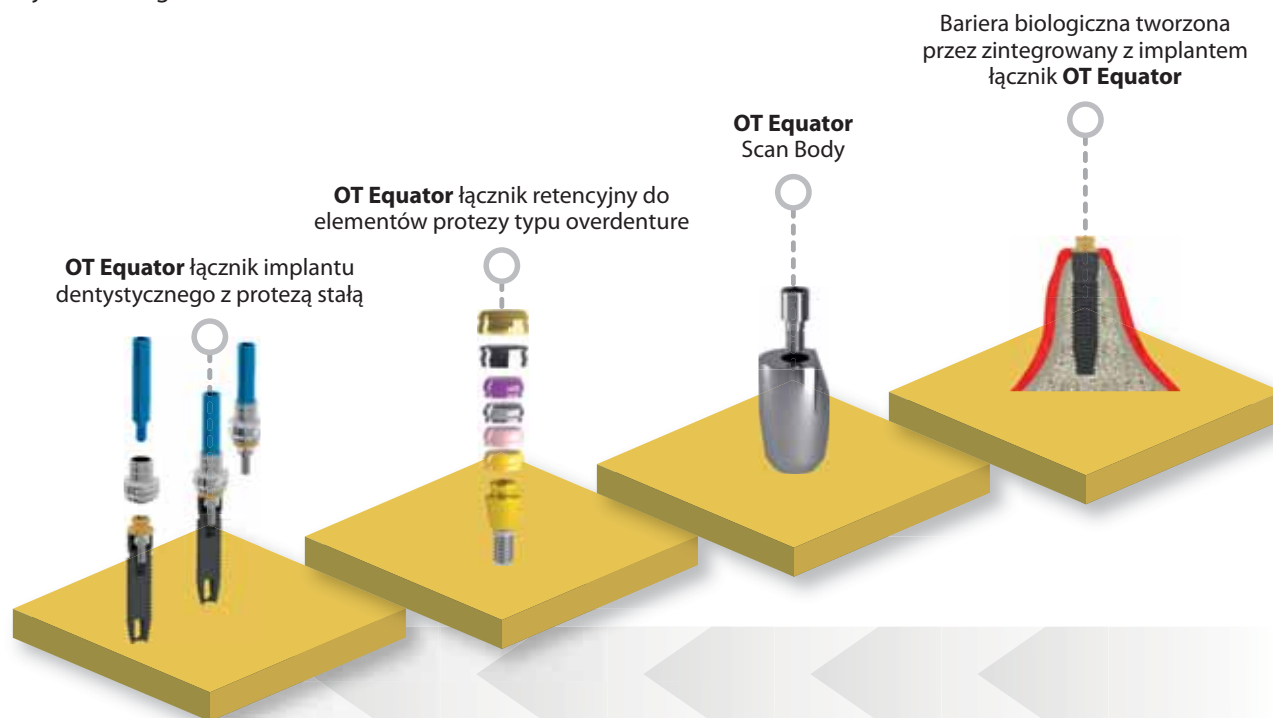 Bariera biologiczna tworzona
przez zintegrowany z implantem
łącznik OT Equator
OT Equator
Scan Body
OT Equator łącznik retencyjny do
elementów protezy typu overdenture
OT Equator łącznik implantu
dentystycznego z protezą stałą